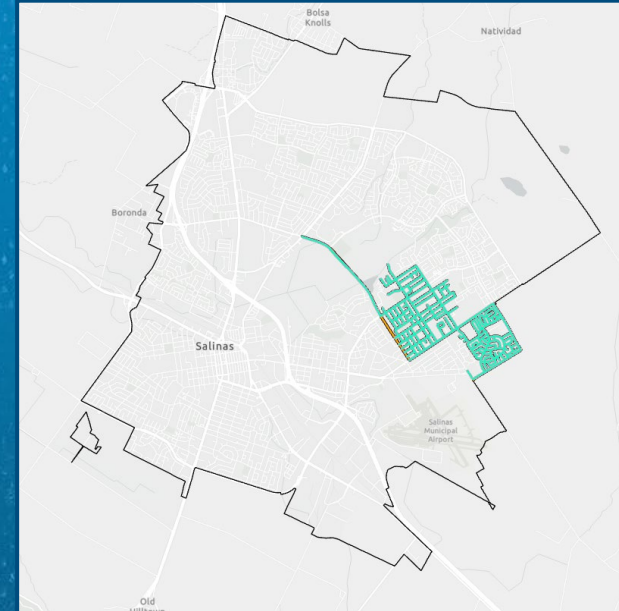 Bolsa
Knolls
Natividad
Boronda
Salinas
Salinas
Municipal
Airport
Old